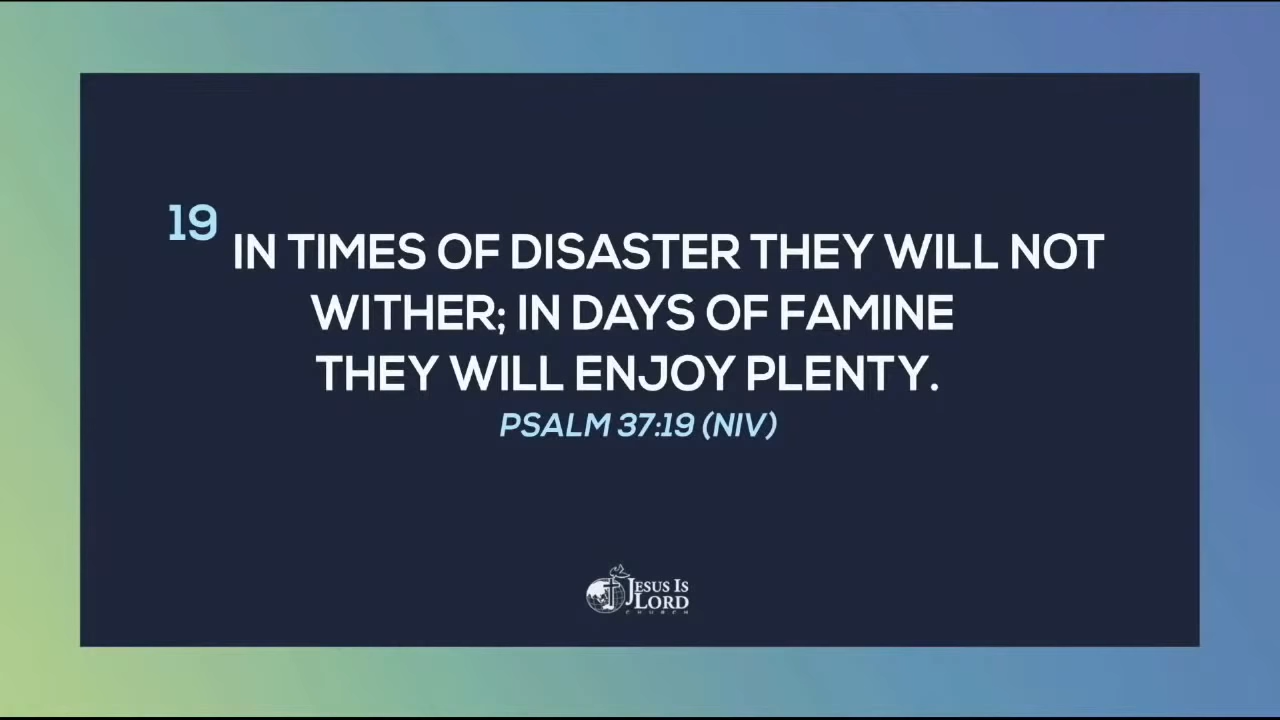 19 IN TIMES OF DISASTER THEY WILL NOT
WITHER; IN DAYS OF FAMINE
THEY WILL ENJOY PLENTY.
PSALM 37:19 (NIV)
JESUS IS
LORD
CHURCH